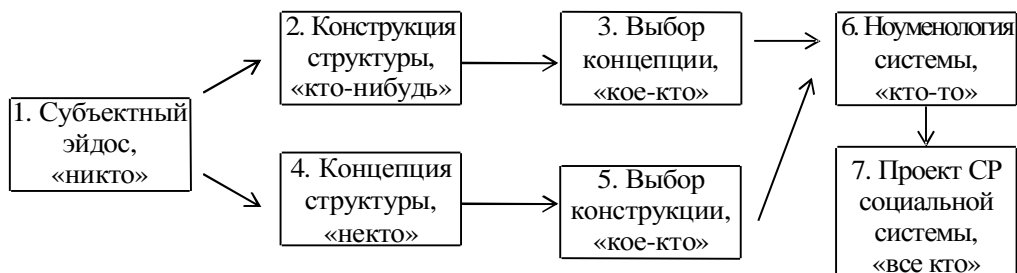 1. Субъектный
эйдос,
«никто»
2. Конструкция
структуры,
«кто-нибудь»
3. Выбор
концепции,
«кое-кто»
4. Концепция
структуры,
«некто»
5. Выбор
конструкции,
«кое-кто»
6. Ноуменология
системы,
«кто-то»
7. Проект СР
социальной
системы,
«все кто»